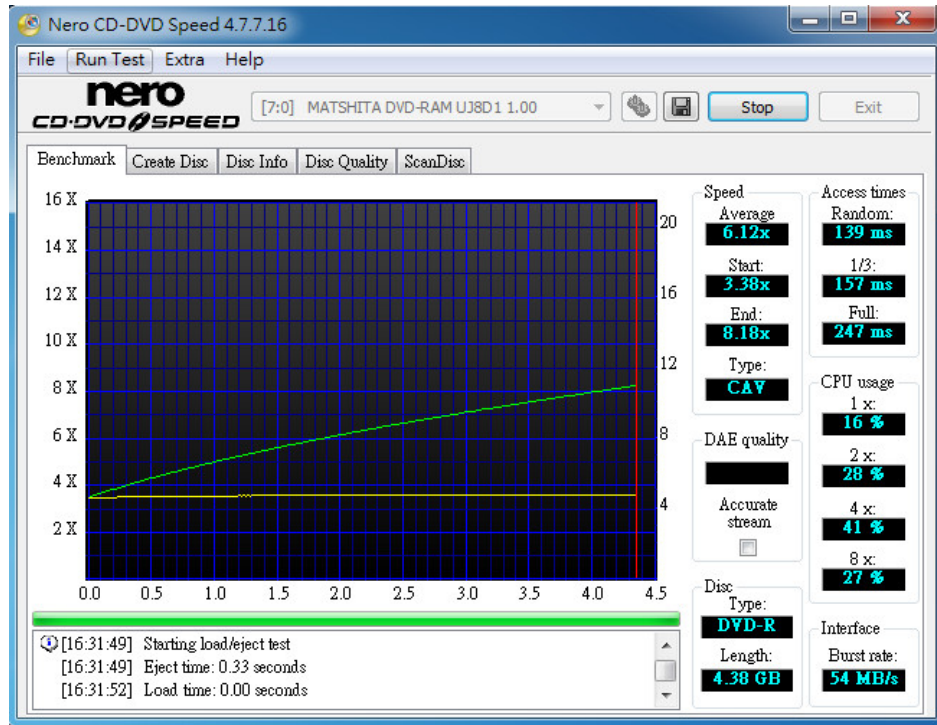 Nero CD-DVD Speed 4.7.7.16
File Run Test Extra Help
nero
CD·DVD SPEED
[7:0] MATSHITA DVD-RAM UJ8D1 1.00
Stop
Exit
Benchmark Create Disc Disc Info Disc Quality ScanDisc
16 X
14 X
12 X
10 X
8 X
6 X
4 X
2 X
20
16
12
8
4
0.0 0.5 1.0 1.5 2.0 2.5 3.0 3.5 4.0 4.5
Speed
Average
6.12x
Start:
3.38x
End:
8.18x
Type:
CAV
DAE quality
Accurate
stream
Disc
Type:
DVD-R
Length:
4.38 GB
Access times
Random:
139 ms
1/3:
157 ms
Full:
247 ms
CPU usage
1 x:
16 %
2 x:
28 %
4 x:
41 %
8 x:
27 %
Interface
Burst rate:
54 MB/s
[16:31:49] Starting load/eject test
[16:31:49] Eject time: 0.33 seconds
[16:31:52] Load time: 0.00 seconds